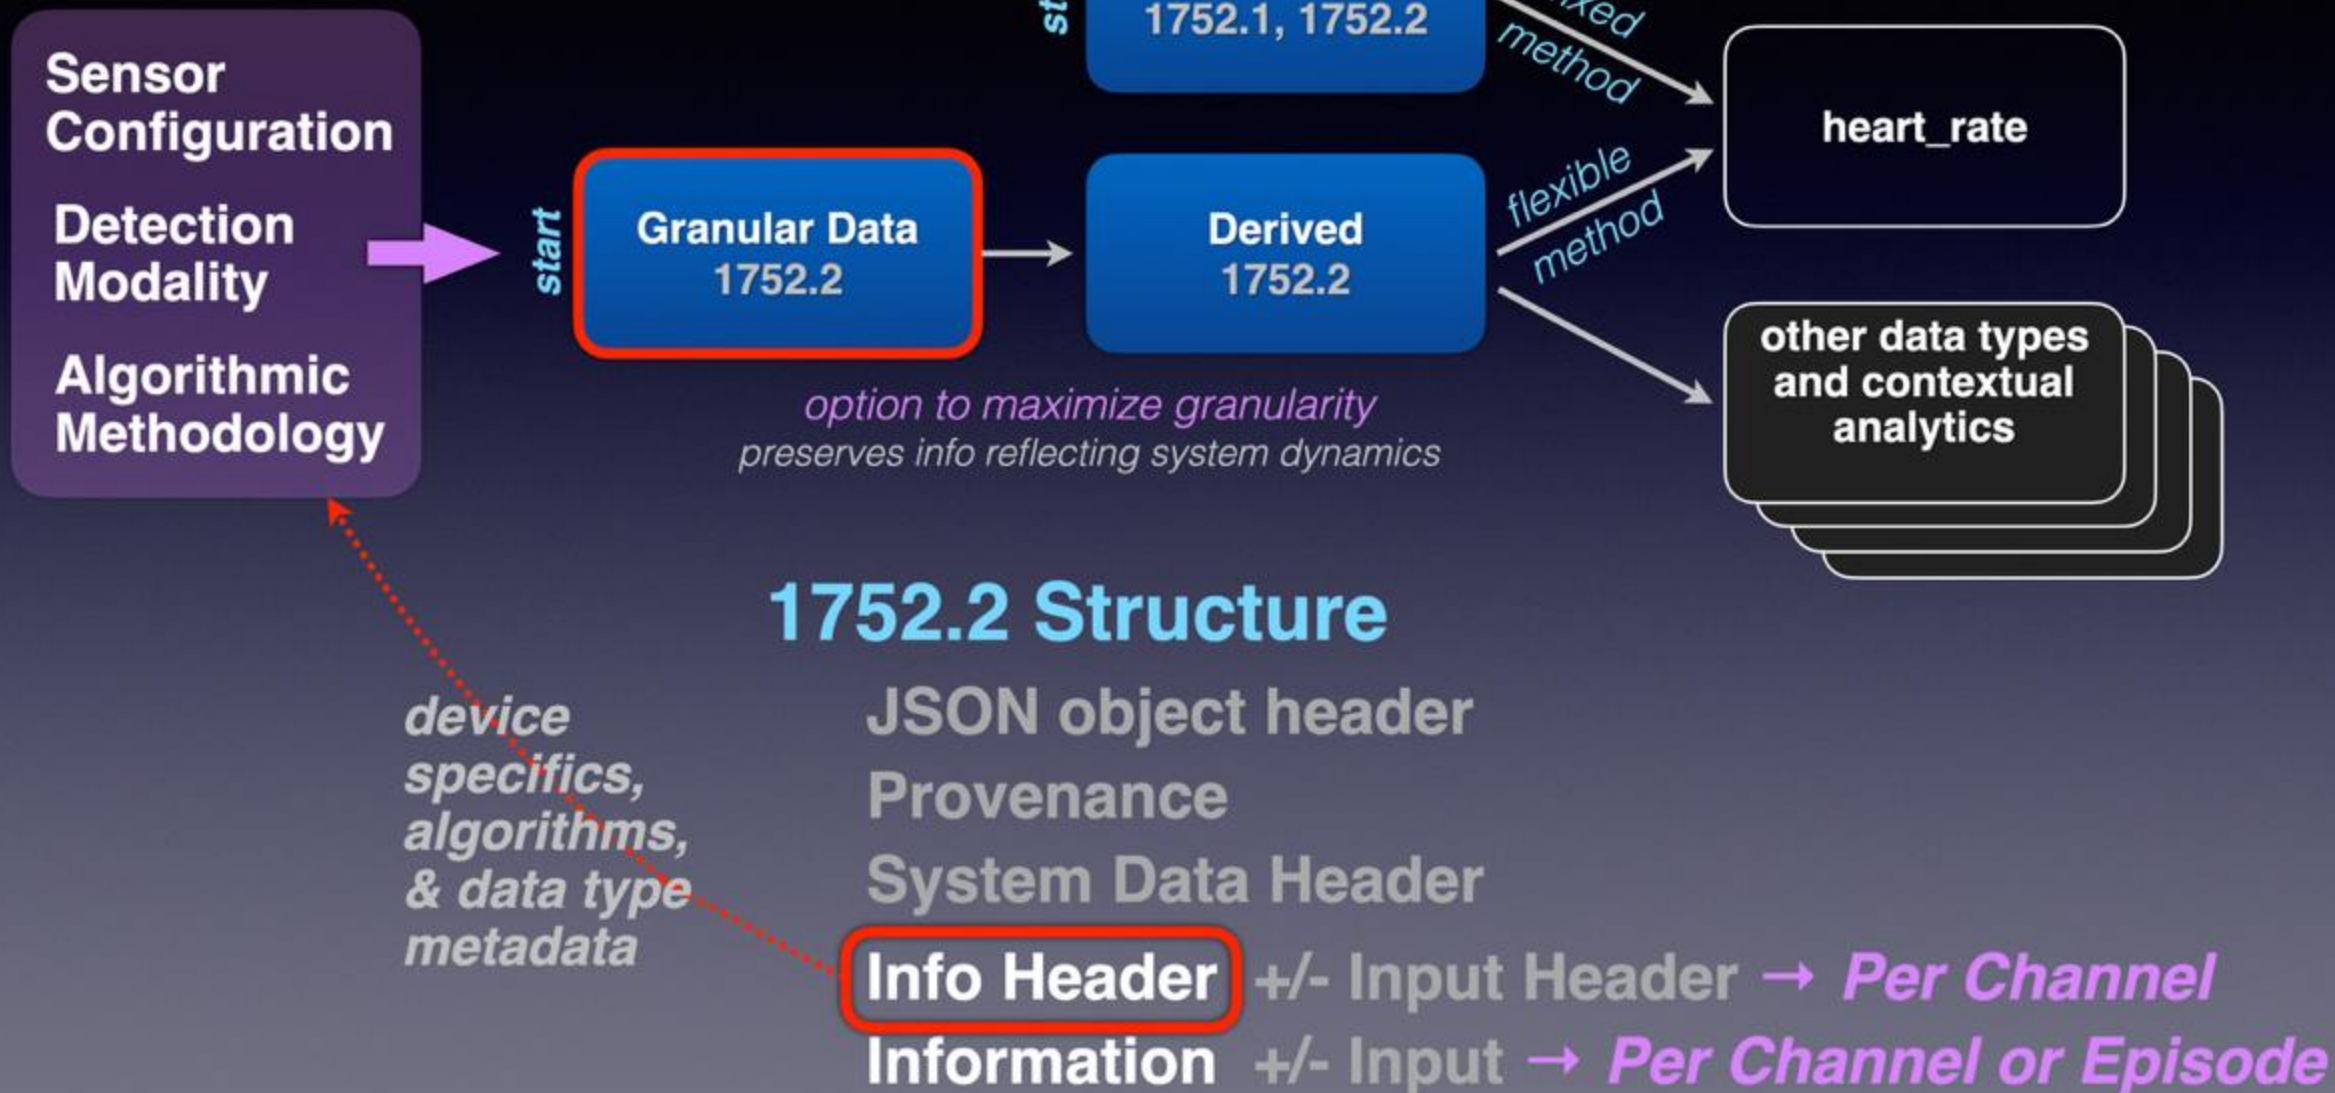 Sensor
Configuration
Detection
Modality
Algorithmic
Methodology
1752.1, 1752.2
method
start
Granular Data
1752.2
Derived
1752.2
flexible
method
heart_rate
other data types
and contextual
analytics
option to maximize granularity
preserves info reflecting system dynamics
1752.2 Structure
JSON object header
Provenance
System Data Header
Info Header +/- Input Header → Per Channel
Information +/- Input → Per Channel or Episode
device
specifics,
algorithms,
& data type
metadata